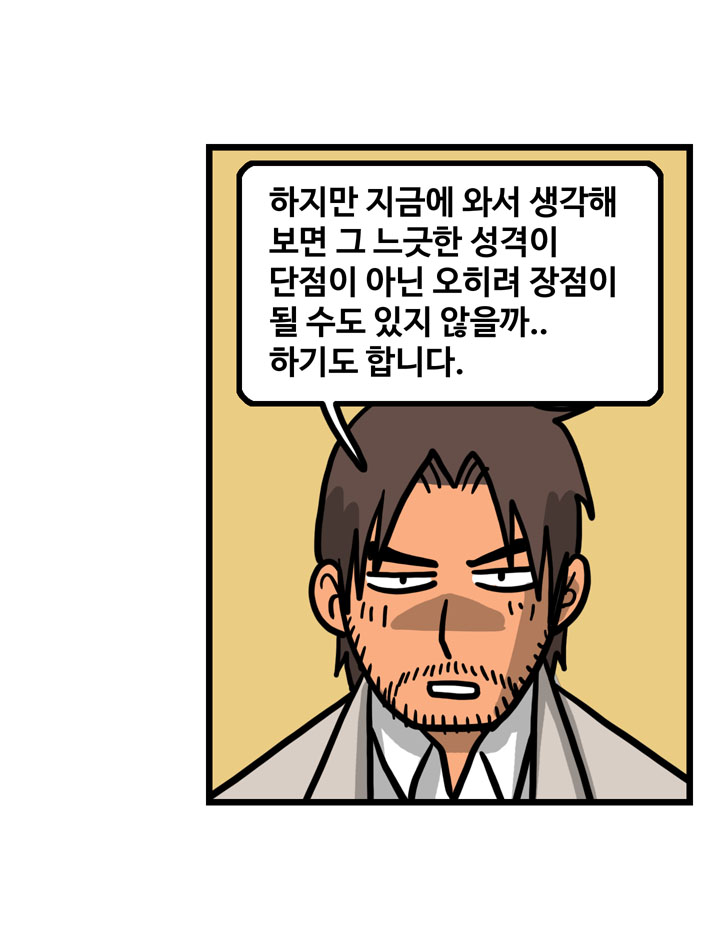 하지만 지금에 와서 생각해
보면 그 느긋한 성격이
단점이 아닌 오히려 장점이
될 수도 있지 않을까..
하기도 합니다.